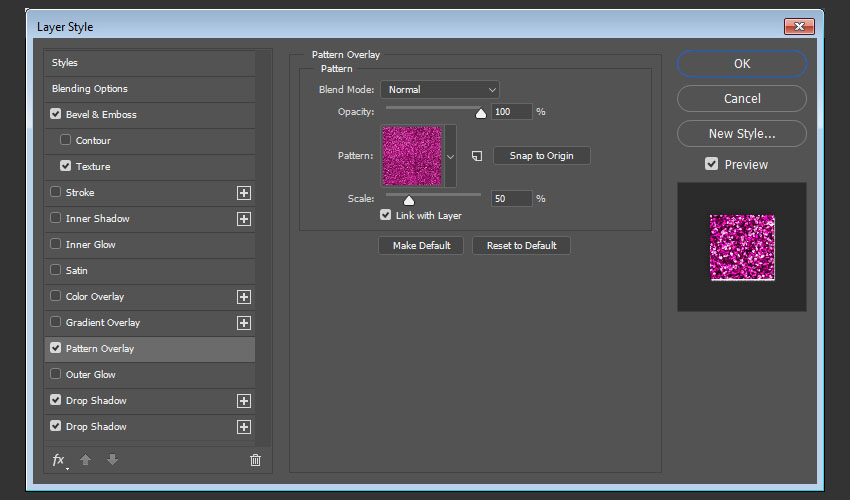 Layer Style
Styles
Blending Options
Bevel & Emboss
Contour
Texture
Stroke
Inner Shadow
Inner Glow
Satin
Color Overlay
Gradient Overlay
Pattern Overlay
Outer Glow
Drop Shadow
Drop Shadow
fx
Pattern Overlay
Pattern
Blend Mode: Normal
Opacity: 100 %
Pattern: Snap to Origin
Scale: 50 %
Link with Layer
Make Default Reset to Default
OK
Cancel
New Style...
Preview